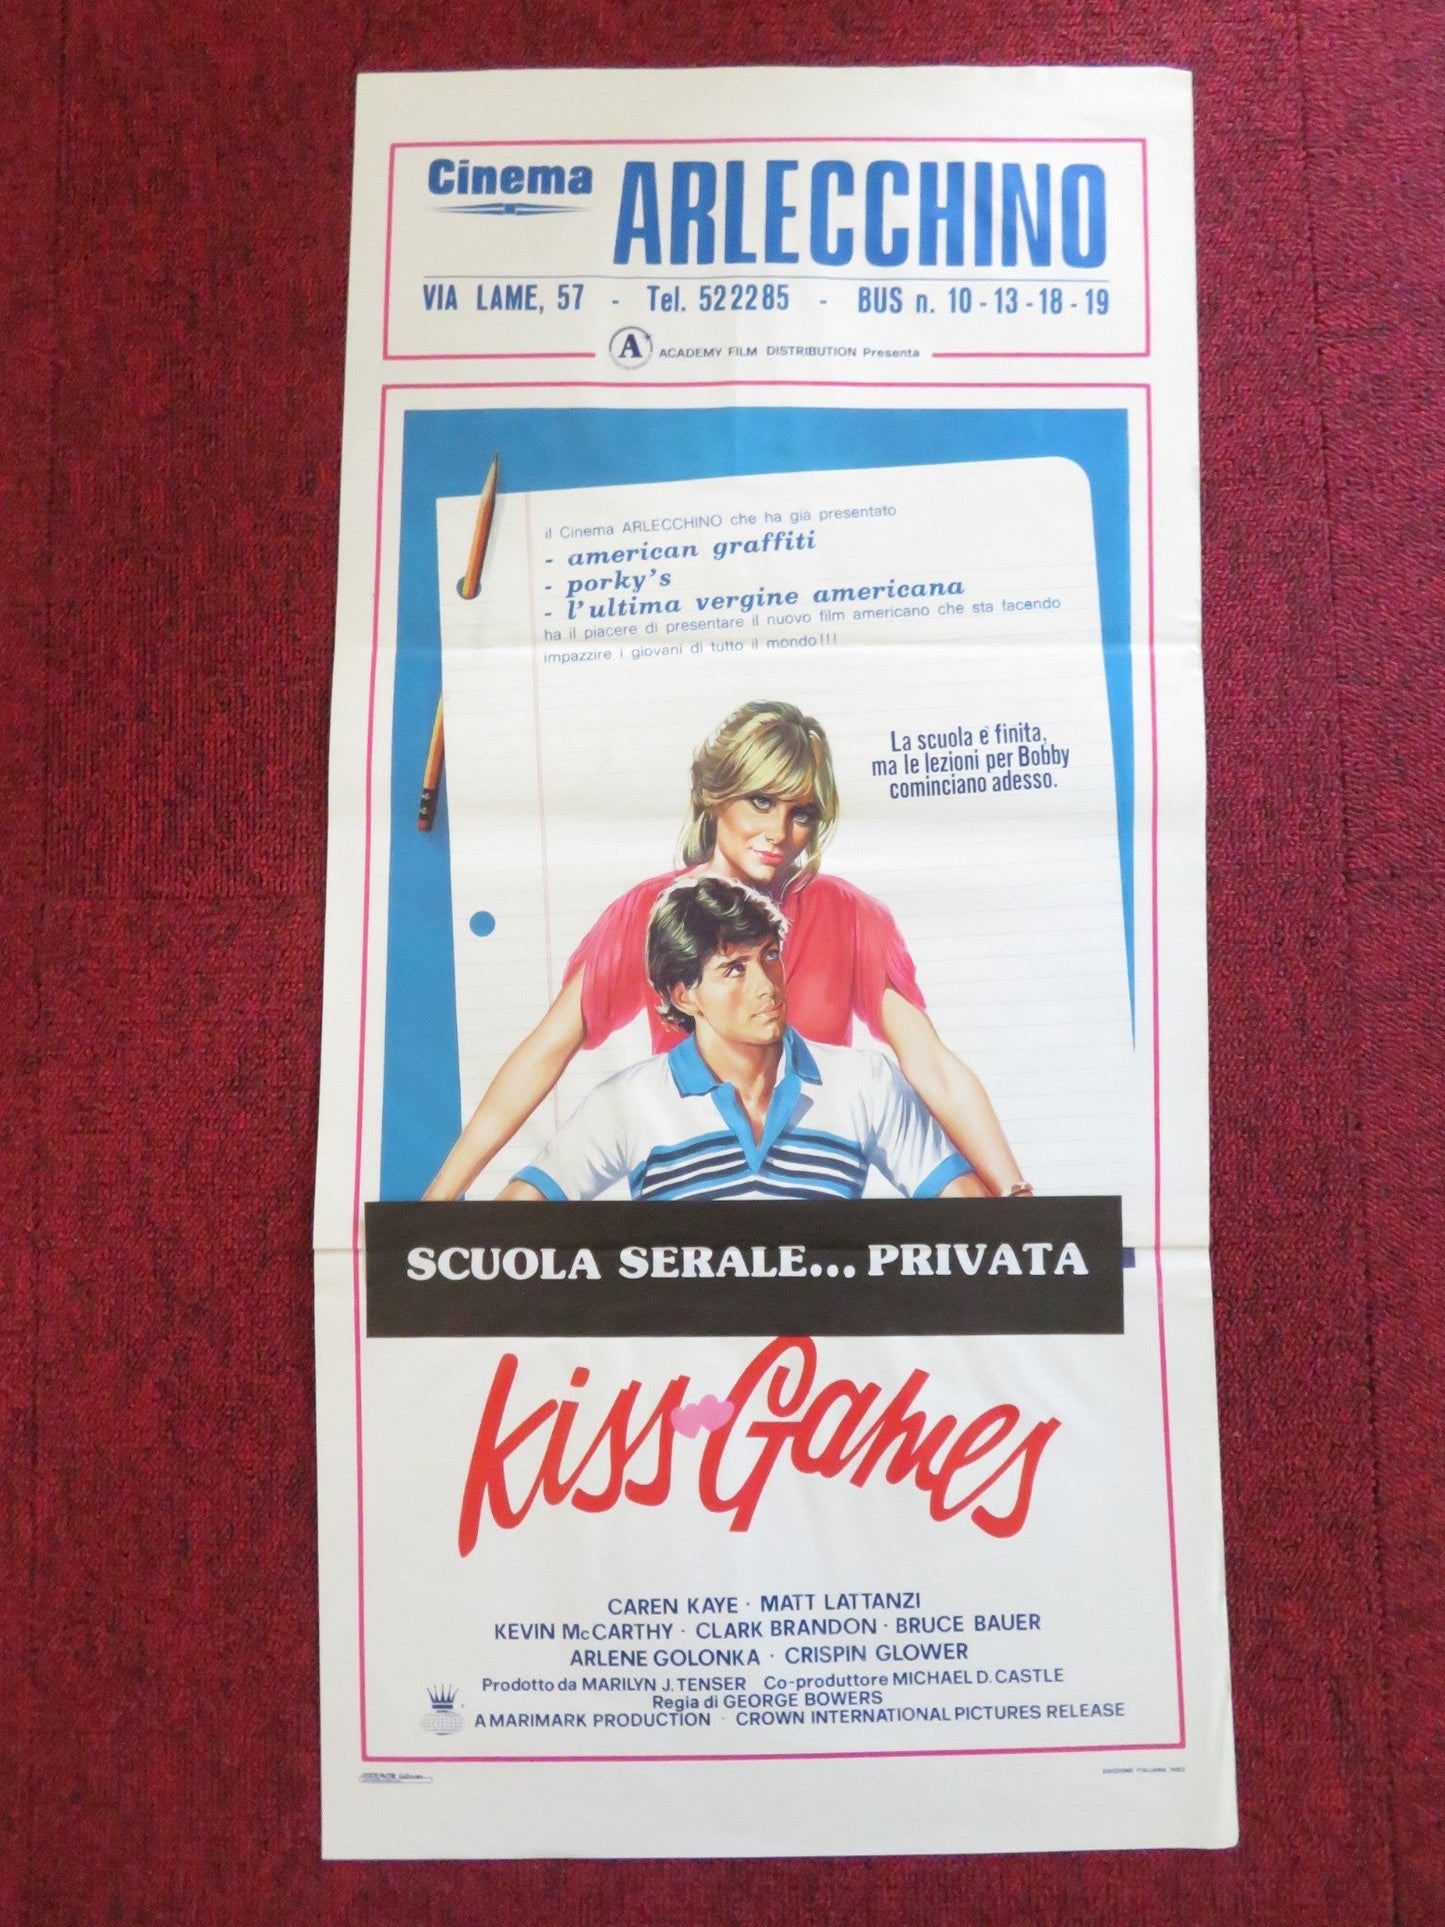 Cinema ARLECCHINO
VIA LAME, 57 - Tel. 522285 - BUS n. 10 - 13 - 18 - 19
A ACADEMY FILM DISTRIBUTION Presenta
il Cinema ARLECCHINO che ha già presentato
- american graffiti
- porky's
- l'ultima vergine americana
ha il piacere di presentare il nuovo film americano che sta facendo
impazzire i giovani di tutto il mondo!!!
La scuola è finita,
ma le lezioni per Bobby
cominciano adesso.
SCUOLA SERALE... PRIVATA
Kiss Games
CAREN KAYE · MATT LATTANZI
KEVIN McCARTHY · CLARK BRANDON · BRUCE BAUER
ARLENE GOLONKA · CRISPIN GLOWER
Prodotto da MARILYN J. TENSER Co-produttore MICHAEL D. CASTLE
Regia di GEORGE BOWERS
A MARIMARK PRODUCTION · CROWN INTERNATIONAL PICTURES RELEASE
EDIZIONE ITALIANA